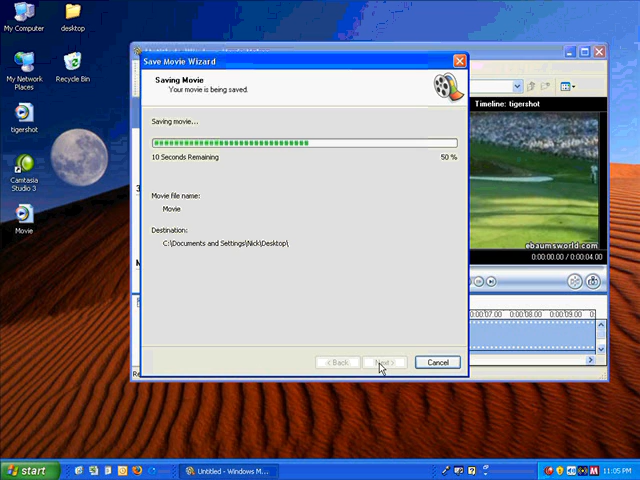 My Computer
desktop
My Network
Places
Recycle Bin
tigershot
Camtasia
Studio 3
Movie
Save Movie Wizard
Saving Movie
Your movie is being saved.
Saving movie...
10 Seconds Remaining
50 %
Movie file name:
Movie
Destination:
C:\Documents and Settings\Nick\Desktop\
< Back
Next >
Cancel
Timeline: tigershot
ebaumsworld.com
0:00:00.00 / 0:00:04.00
0:00:07.00
0:00:08.00
0:00:09.00
start
Untitled - Windows M...
11:05 PM